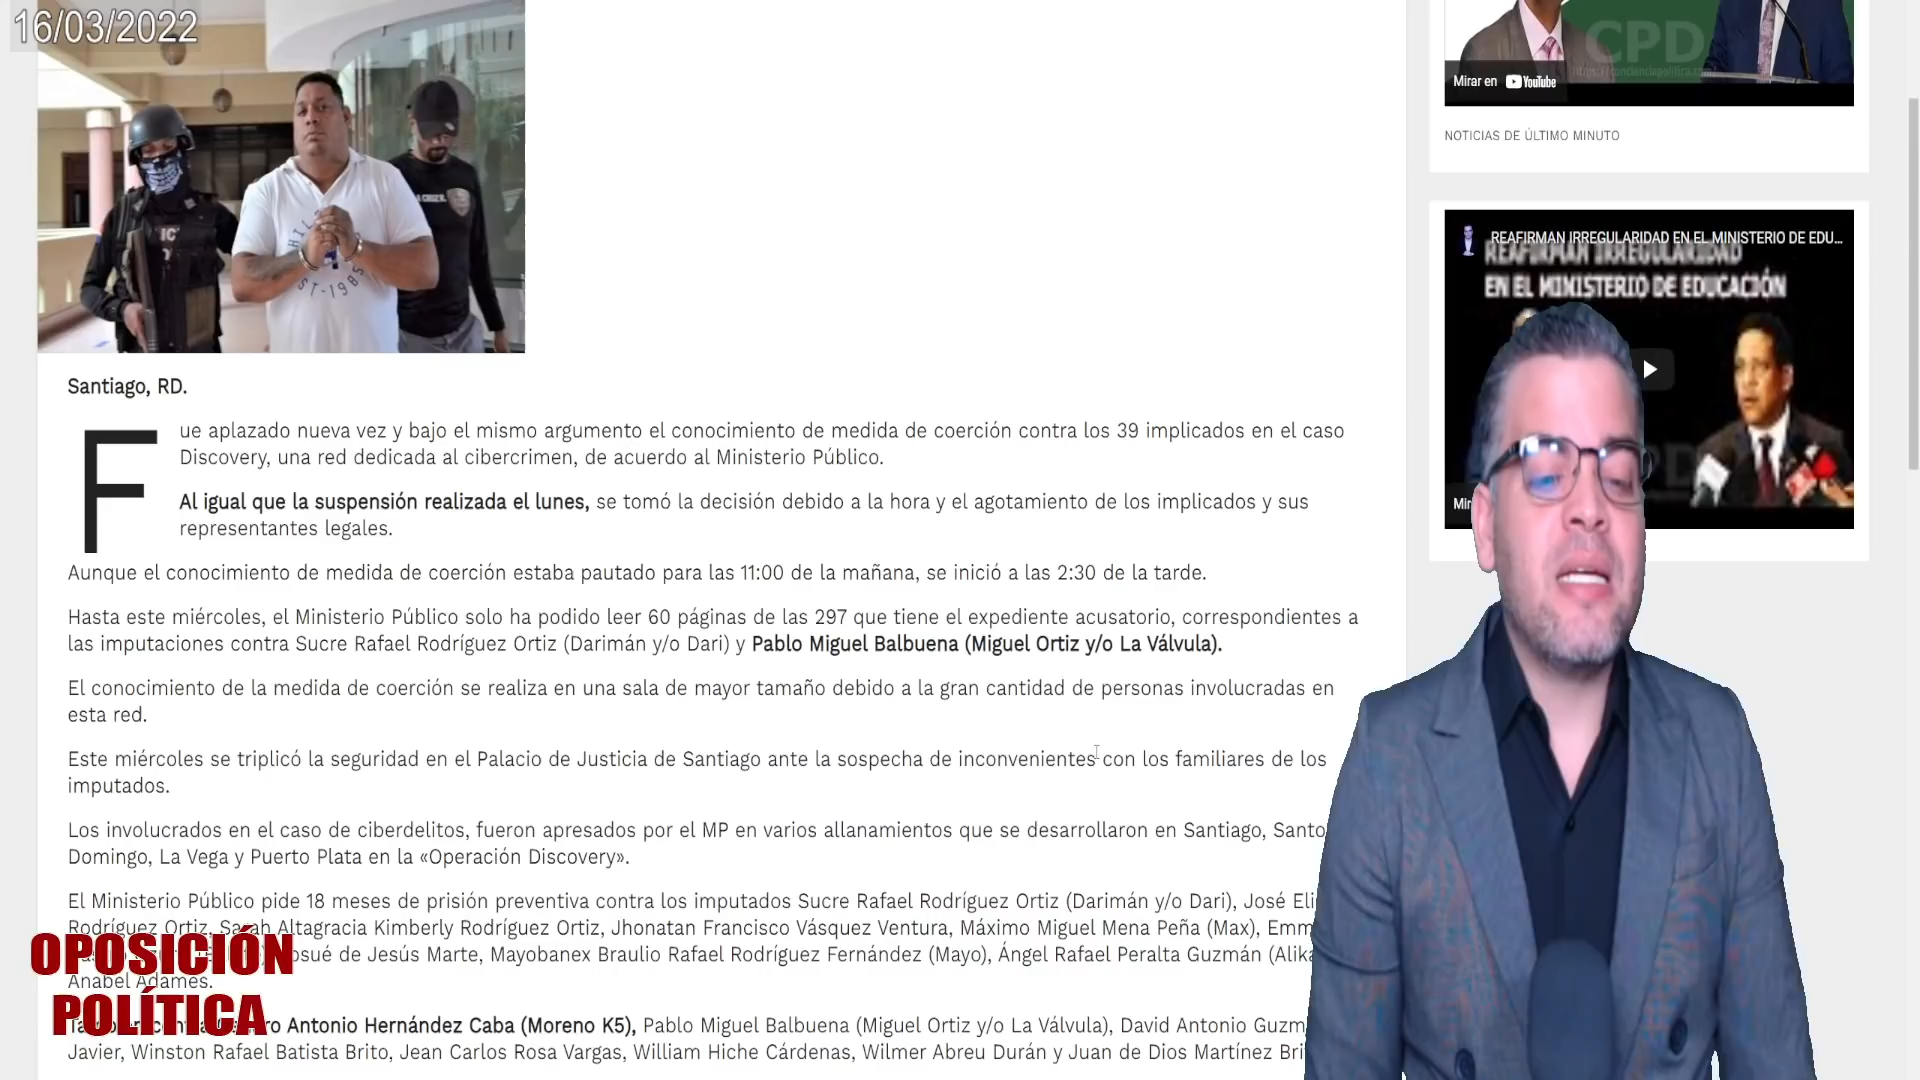 16/03/2022
CPD
https://concienciapolitica.com/
Mirar en YouTube
NOTICIAS DE ÚLTIMO MINUTO
REAFIRMAN IRREGULARIDAD EN EL MINISTERIO DE EDU...
REAFIRMAN IRREGULARIDAD
EN EL MINISTERIO DE EDUCACIÓN
Santiago, RD.
Fue aplazado nueva vez y bajo el mismo argumento el conocimiento de medida de coerción contra los 39 implicados en el caso
Discovery, una red dedicada al cibercrimen, de acuerdo al Ministerio Público.
Al igual que la suspensión realizada el lunes, se tomó la decisión debido a la hora y el agotamiento de los implicados y sus
representantes legales.
Aunque el conocimiento de medida de coerción estaba pautado para las 11:00 de la mañana, se inició a las 2:30 de la tarde.
Hasta este miércoles, el Ministerio Público solo ha podido leer 60 páginas de las 297 que tiene el expediente acusatorio, correspondientes a
las imputaciones contra Sucre Rafael Rodríguez Ortiz (Darimán y/o Dari) y Pablo Miguel Balbuena (Miguel Ortiz y/o La Válvula).
El conocimiento de la medida de coerción se realiza en una sala de mayor tamaño debido a la gran cantidad de personas involucradas en
esta red.
Este miércoles se triplicó la seguridad en el Palacio de Justicia de Santiago ante la sospecha de inconvenientes con los familiares de los
imputados.
Los involucrados en el caso de ciberdelitos, fueron apresados por el MP en varios allanamientos que se desarrollaron en Santiago, Santo
Domingo, La Vega y Puerto Plata en la «Operación Discovery».
El Ministerio Público pide 18 meses de prisión preventiva contra los imputados Sucre Rafael Rodríguez Ortiz (Darimán y/o Dari), José Eli
Rodríguez Ortiz, Sarah Altagracia Kimberly Rodríguez Ortiz, Jhonatan Francisco Vásquez Ventura, Máximo Miguel Mena Peña (Max), Emm
osué de Jesús Marte, Mayobanex Braulio Rafael Rodríguez Fernández (Mayo), Ángel Rafael Peralta Guzmán (Alika
Anabel Adames.
Antonio Hernández Caba (Moreno K5), Pablo Miguel Balbuena (Miguel Ortiz y/o La Válvula), David Antonio Guzm
Javier, Winston Rafael Batista Brito, Jean Carlos Rosa Vargas, William Hiche Cárdenas, Wilmer Abreu Durán y Juan de Dios Martínez Bri
OPOSICIÓN
POLÍTICA